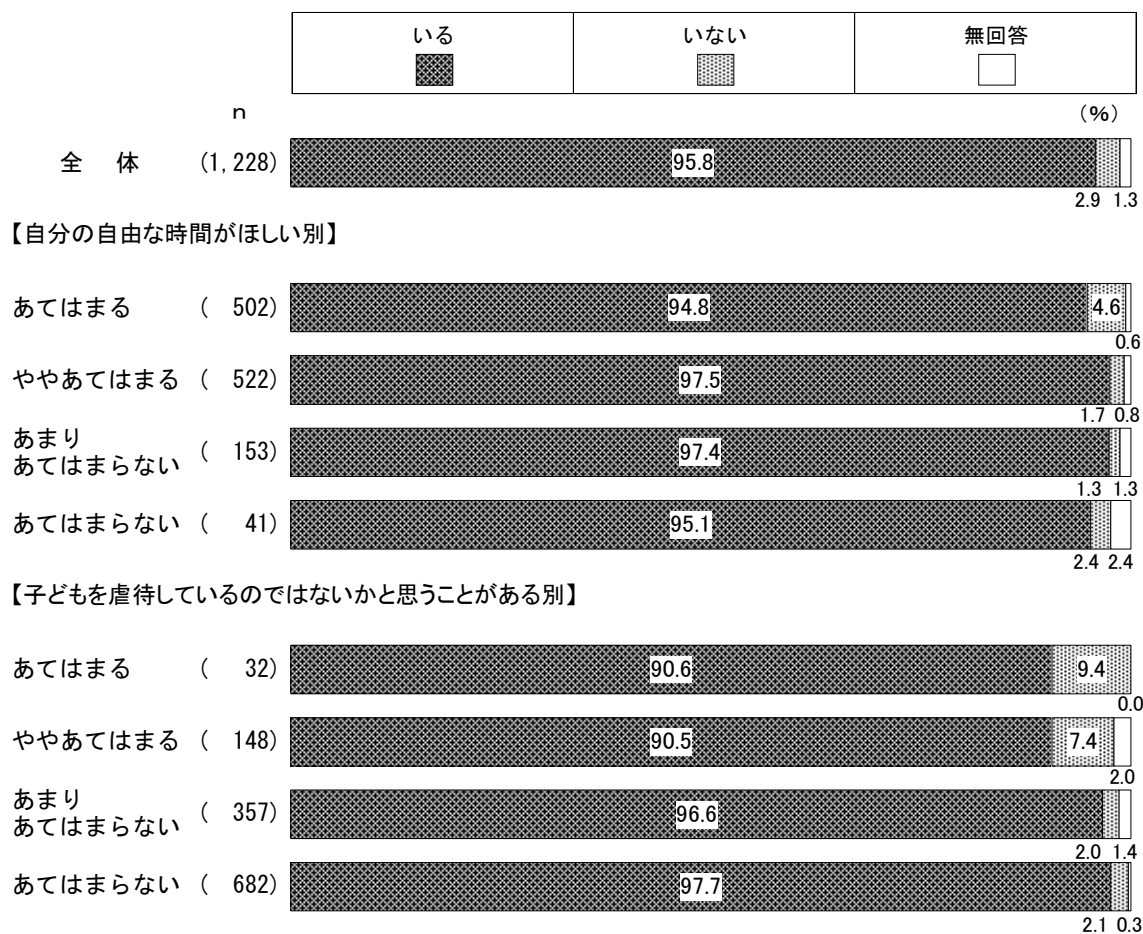 いる いない 無回答
n (%)
全 体 (1,228) 95.8
2.9 1.3
【自分の自由な時間がほしい別】
あてはまる ( 502) 94.8 4.6
0.6
ややあてはまる ( 522) 97.5
1.7 0.8
あまり
あてはまらない ( 153) 97.4
1.3 1.3
あてはまらない ( 41) 95.1
2.4 2.4
【子どもを虐待しているのではないかと思うことがある別】
あてはまる ( 32) 90.6 9.4
0.0
ややあてはまる ( 148) 90.5 7.4
2.0
あまり
あてはまらない ( 357) 96.6
2.0 1.4
あてはまらない ( 682) 97.7
2.1 0.3